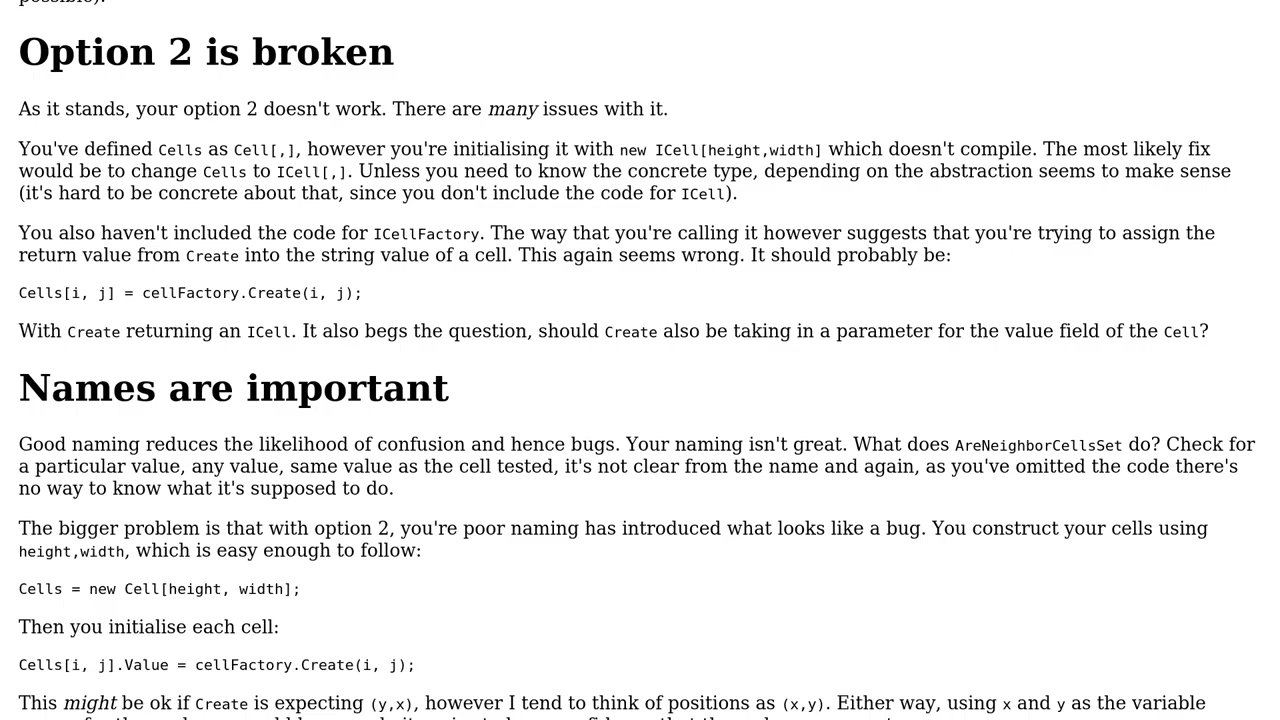 possible).
Option 2 is broken
As it stands, your option 2 doesn't work. There are many issues with it.
You've defined Cells as Cell[,], however you're initialising it with new ICell[height,width] which doesn't compile. The most likely fix
would be to change Cells to ICell[,]. Unless you need to know the concrete type, depending on the abstraction seems to make sense
(it's hard to be concrete about that, since you don't include the code for ICell).
You also haven't included the code for ICellFactory. The way that you're calling it however suggests that you're trying to assign the
return value from Create into the string value of a cell. This again seems wrong. It should probably be:
Cells[i, j] = cellFactory.Create(i, j);
With Create returning an ICell. It also begs the question, should Create also be taking in a parameter for the value field of the Cell?
Names are important
Good naming reduces the likelihood of confusion and hence bugs. Your naming isn't great. What does AreNeighborCellsSet do? Check for
a particular value, any value, same value as the cell tested, it's not clear from the name and again, as you've omitted the code there's
no way to know what it's supposed to do.
The bigger problem is that with option 2, you're poor naming has introduced what looks like a bug. You construct your cells using
height,width, which is easy enough to follow:
Cells = new Cell[height, width];
Then you initialise each cell:
Cells[i, j].Value = cellFactory.Create(i, j);
This might be ok if Create is expecting (y,x), however I tend to think of positions as (x,y). Either way, using x and y as the variable